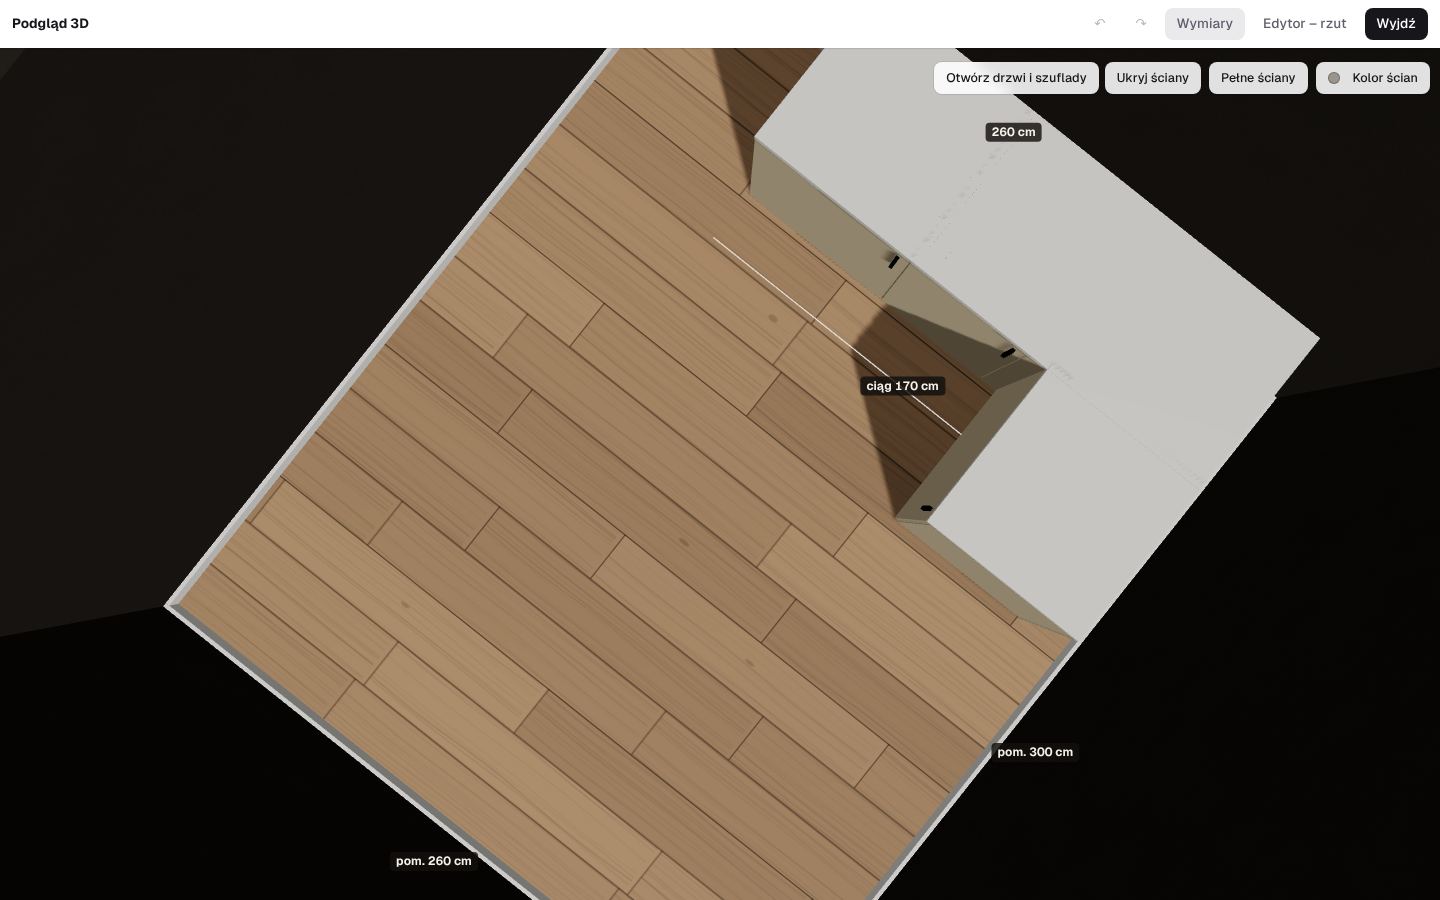 Podgląd 3D
↶ ↷ Wymiary Edytor – rzut Wyjdź
Otwórz drzwi i szuflady Ukryj ściany Pełne ściany Kolor ścian
260 cm
ciąg 170 cm
pom. 300 cm
pom. 260 cm